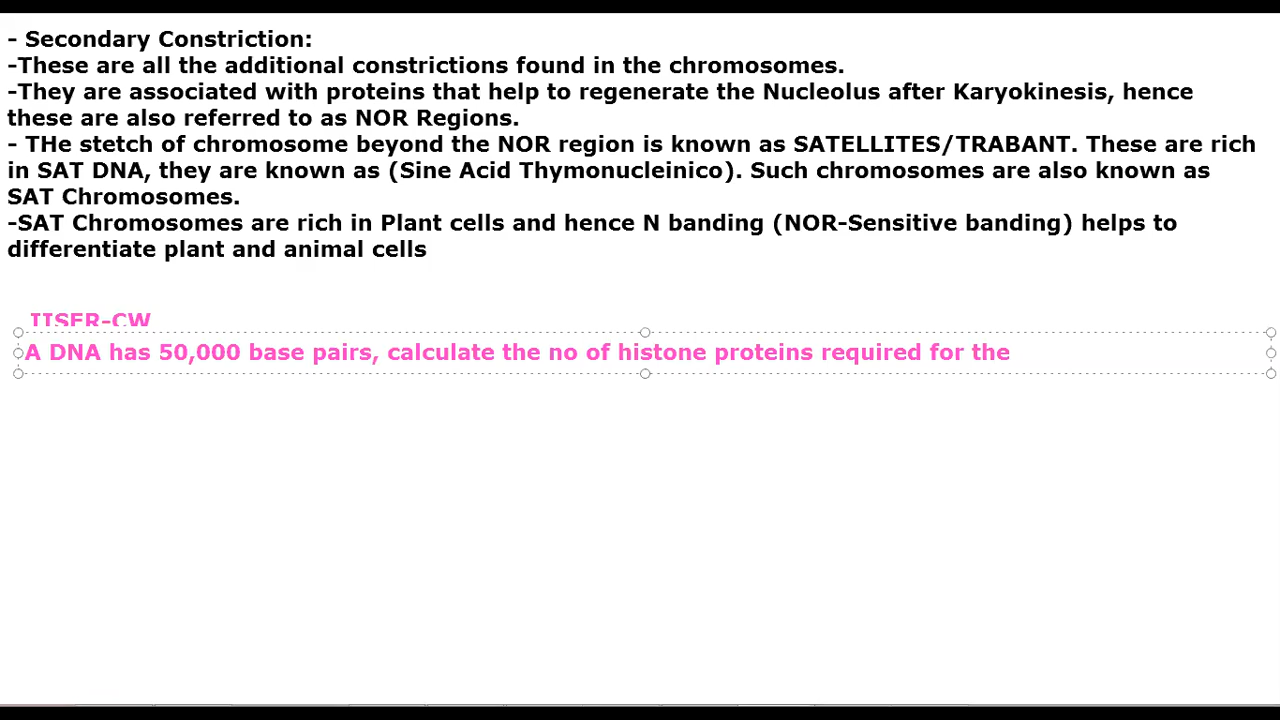 - Secondary Constriction:
-These are all the additional constrictions found in the chromosomes.
-They are associated with proteins that help to regenerate the Nucleolus after Karyokinesis, hence
these are also referred to as NOR Regions.
- THe stetch of chromosome beyond the NOR region is known as SATELLITES/TRABANT. These are rich
in SAT DNA, they are known as (Sine Acid Thymonucleinico). Such chromosomes are also known as
SAT Chromosomes.
-SAT Chromosomes are rich in Plant cells and hence N banding (NOR-Sensitive banding) helps to
differentiate plant and animal cells
IISER-CW
A DNA has 50,000 base pairs, calculate the no of histone proteins required for the